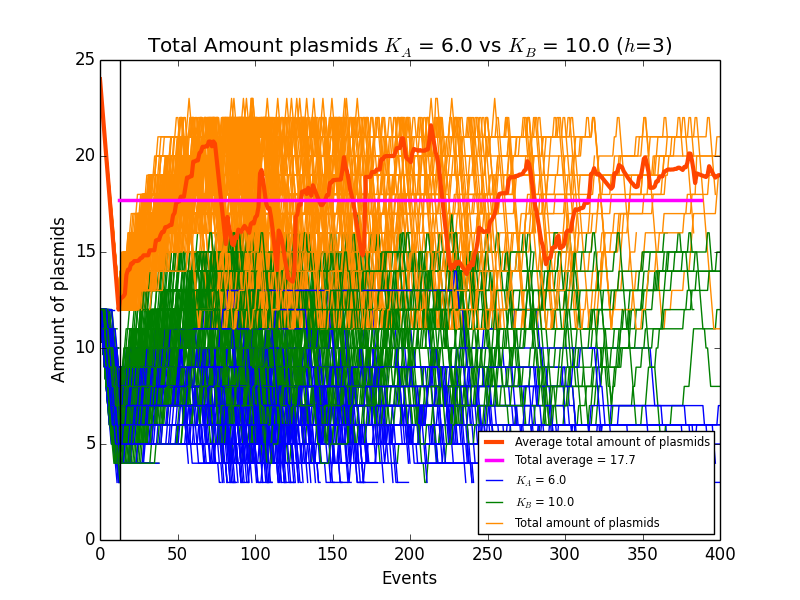 Total Amount plasmids K_A = 6.0 vs K_B = 10.0 (h=3)
25
20
15
10
5
0
Amount of plasmids
0 50 100 150 200 250 300 350 400
Events
Average total amount of plasmids
Total average = 17.7
K_A = 6.0
K_B = 10.0
Total amount of plasmids